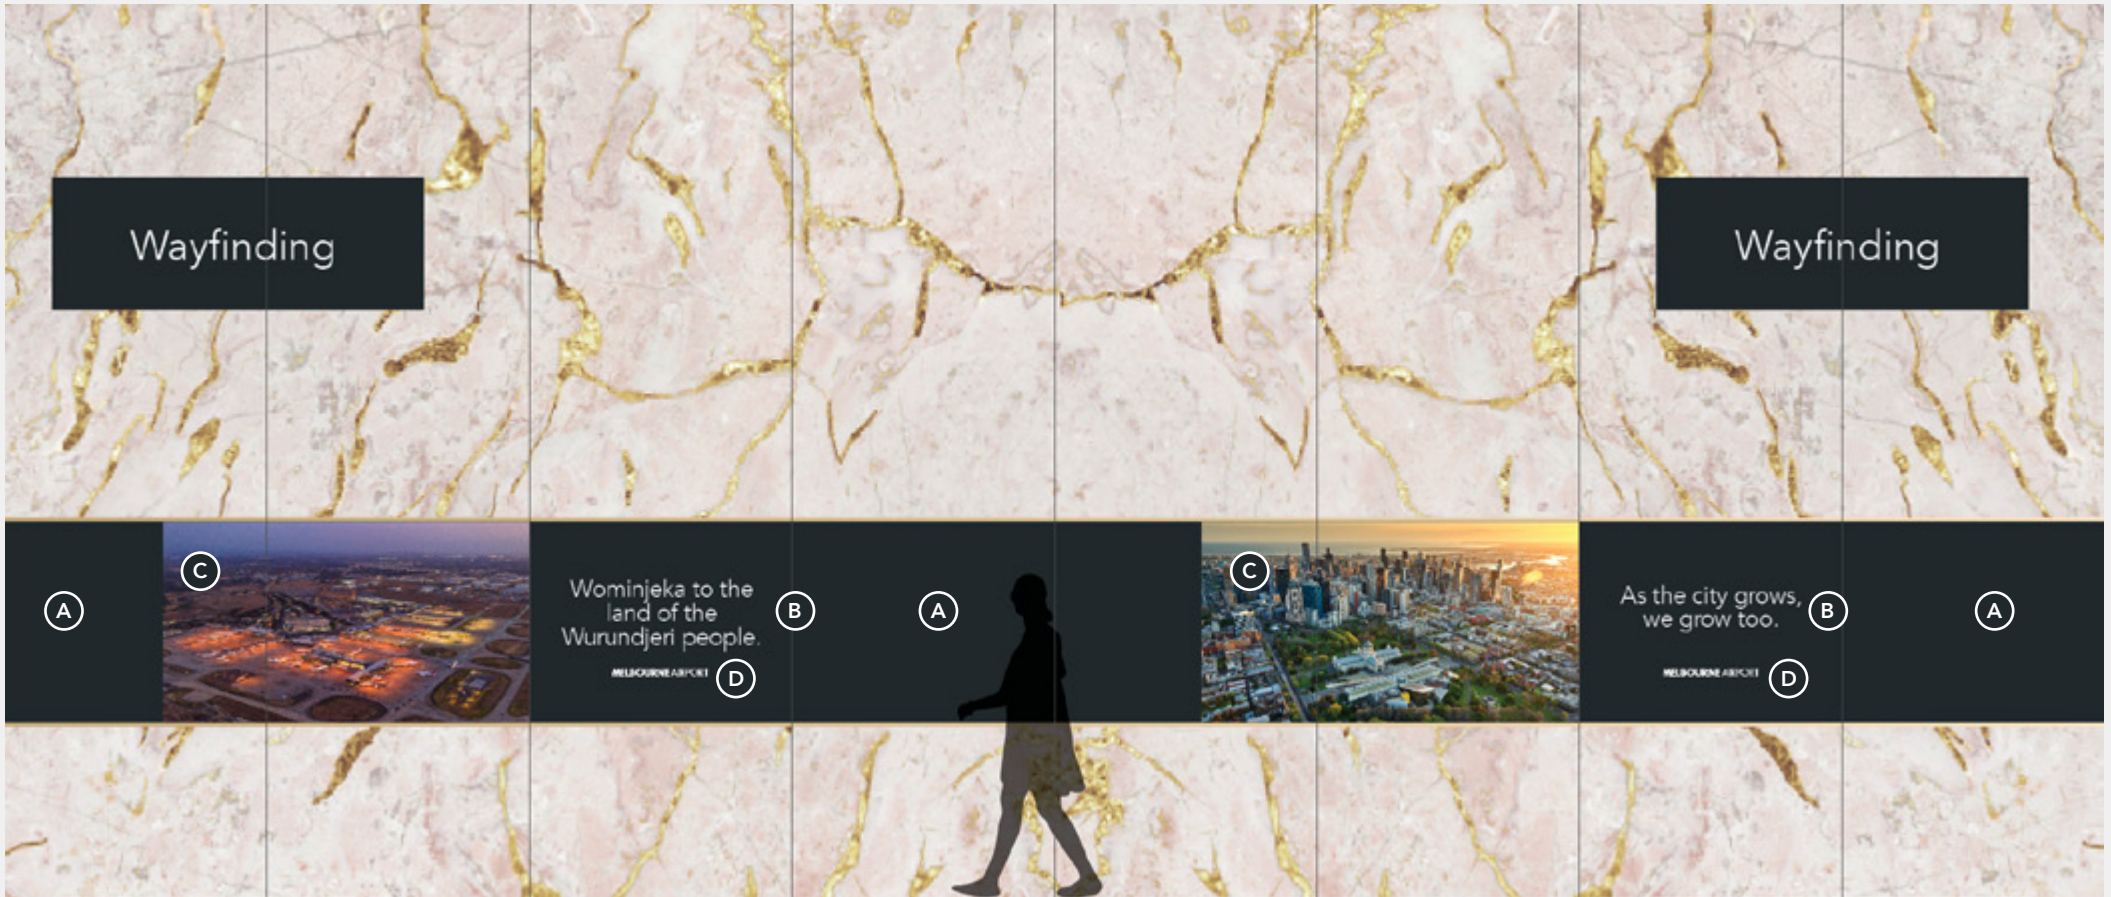 Wayfinding
Wayfinding
A
C
Wominjeka to the
land of the
Wurundjeri people.
MELBOURNE AIRPORT
D
B
A
C
As the city grows,
we grow too.
MELBOURNE AIRPORT
D
B
A